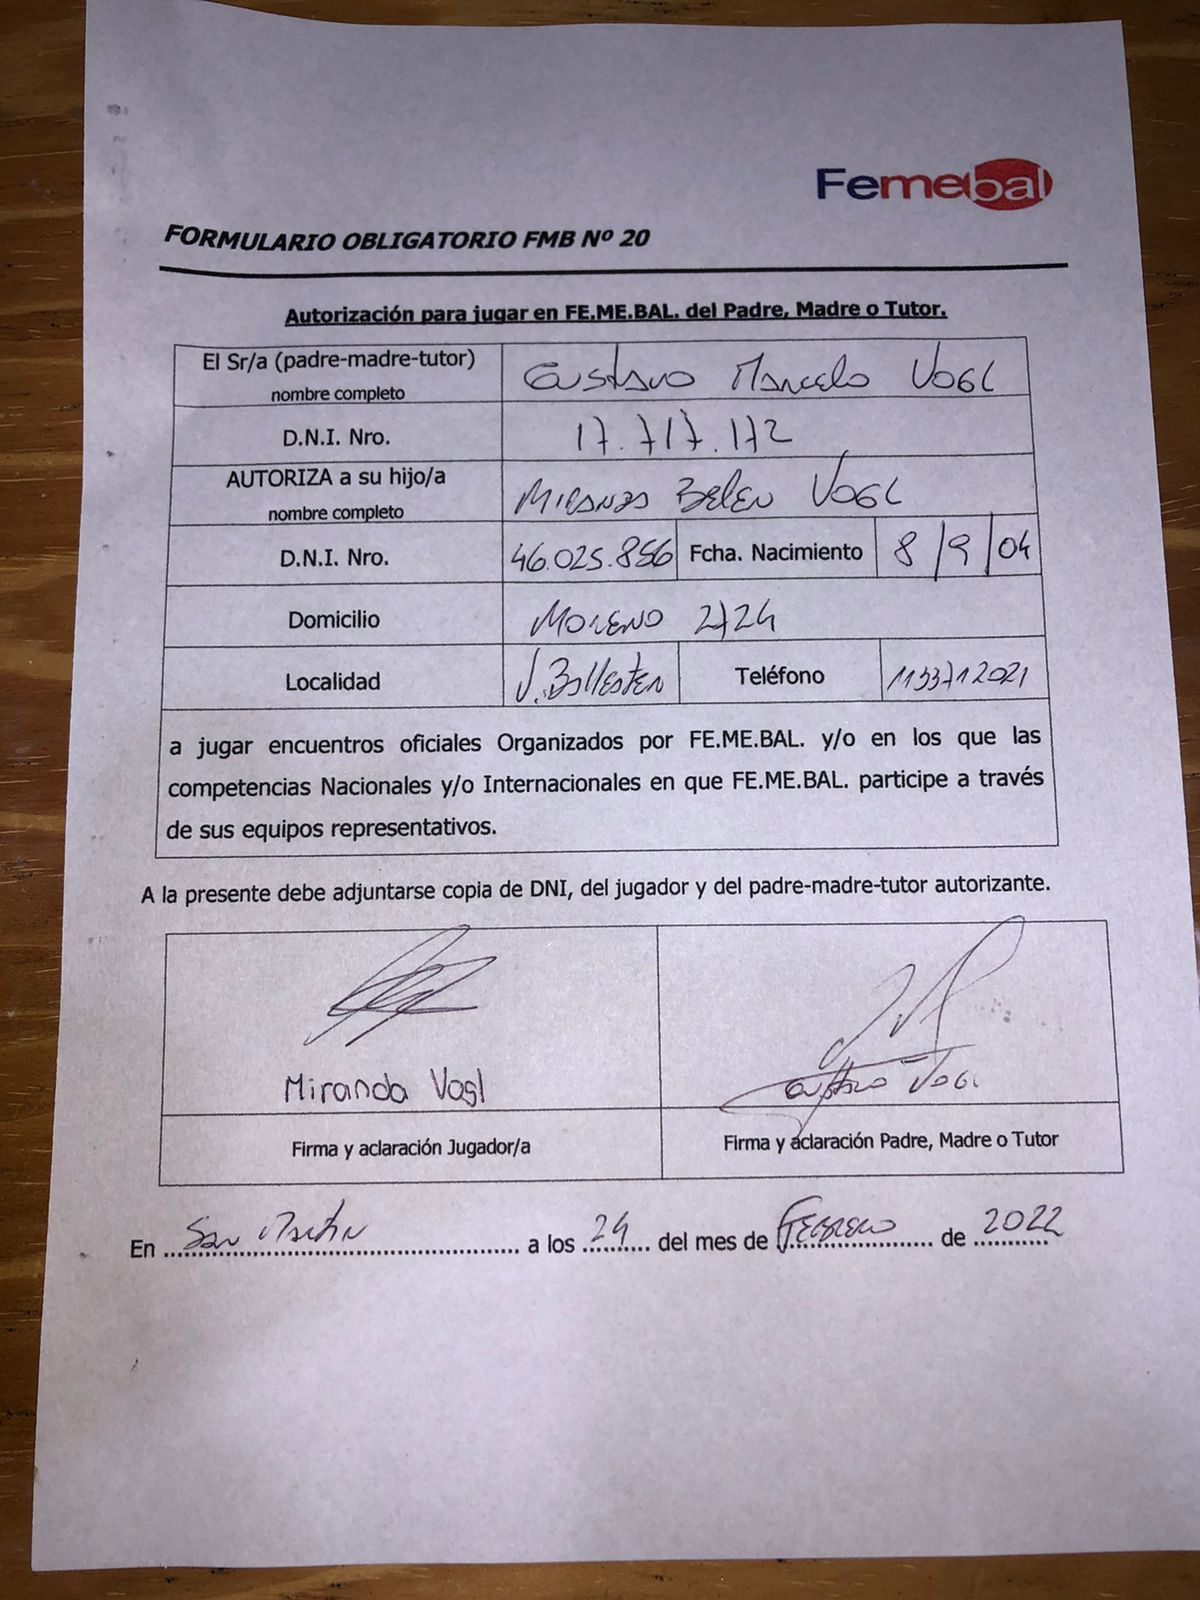 Femebal
FORMULARIO OBLIGATORIO FMB Nº 20
Autorización para jugar en FE.ME.BAL. del Padre, Madre o Tutor.
El Sr/a (padre-madre-tutor)
nombre completo
Gustavo Marcelo Vogl
D.N.I. Nro.
17.717.172
AUTORIZA a su hijo/a
nombre completo
Miranda Belen Vogl
D.N.I. Nro.
46.025.856
Fcha. Nacimiento
8/9/04
Domicilio
Moreno 2724
Localidad
V. Ballester
Teléfono
1133712021
a jugar encuentros oficiales Organizados por FE.ME.BAL. y/o en los que las
competencias Nacionales y/o Internacionales en que FE.ME.BAL. participe a través
de sus equipos representativos.
A la presente debe adjuntarse copia de DNI, del jugador y del padre-madre-tutor autorizante.
Miranda Vogl
Gustavo Vogl
Firma y aclaración Jugador/a
Firma y aclaración Padre, Madre o Tutor
En San Martin a los 24 del mes de Febrero de 2022